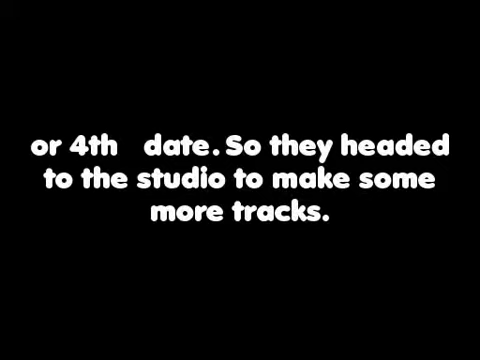 or 4th date. So they headed
to the studio to make some
more tracks.